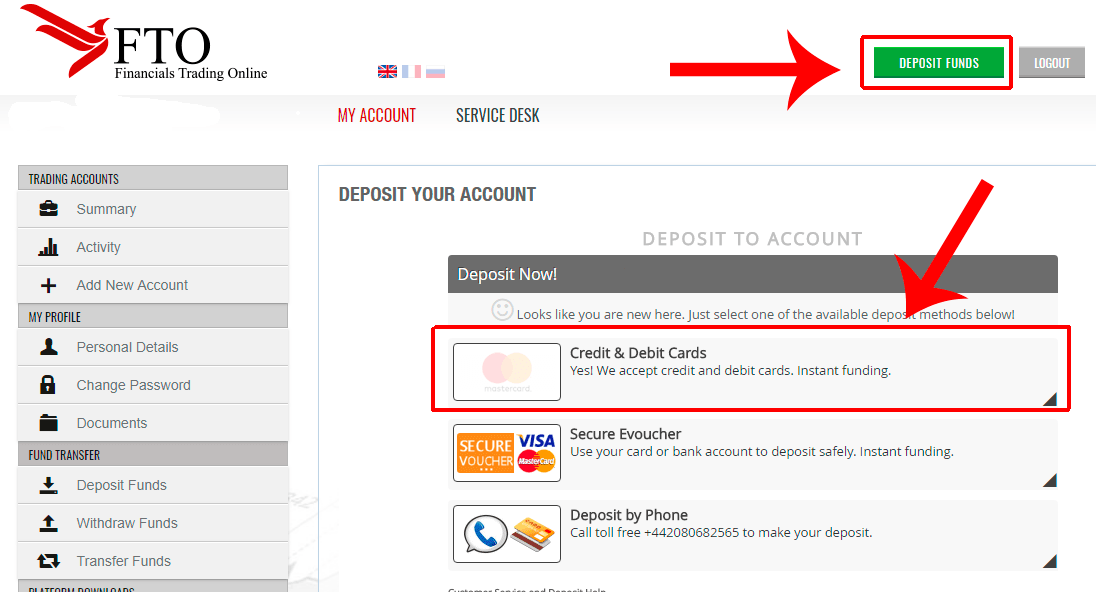 FTO
Financials Trading Online
DEPOSIT FUNDS
LOGOUT
MY ACCOUNT
SERVICE DESK
TRADING ACCOUNTS
Summary
Activity
Add New Account
MY PROFILE
Personal Details
Change Password
Documents
FUND TRANSFER
Deposit Funds
Withdraw Funds
Transfer Funds
PLATFORM DOWNLOADS
DEPOSIT YOUR ACCOUNT
DEPOSIT TO ACCOUNT
Deposit Now!
Looks like you are new here. Just select one of the available deposit methods below!
mastercard
Credit & Debit Cards
Yes! We accept credit and debit cards. Instant funding.
SECURE
VOUCHER
VISA
MasterCard
Secure Evoucher
Use your card or bank account to deposit safely. Instant funding.
Deposit by Phone
Call toll free +442080682565 to make your deposit.
Customer Service and Deposit Help